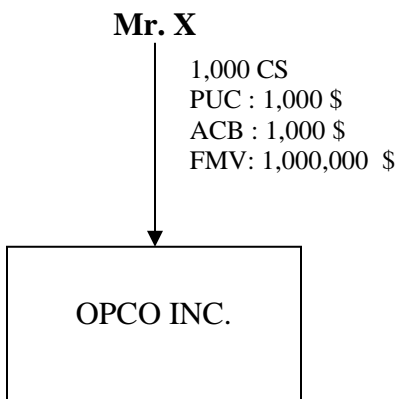 Mr. X
1,000 CS
PUC : 1,000 $
ACB : 1,000 $
FMV: 1,000,000 $
OPCO INC.